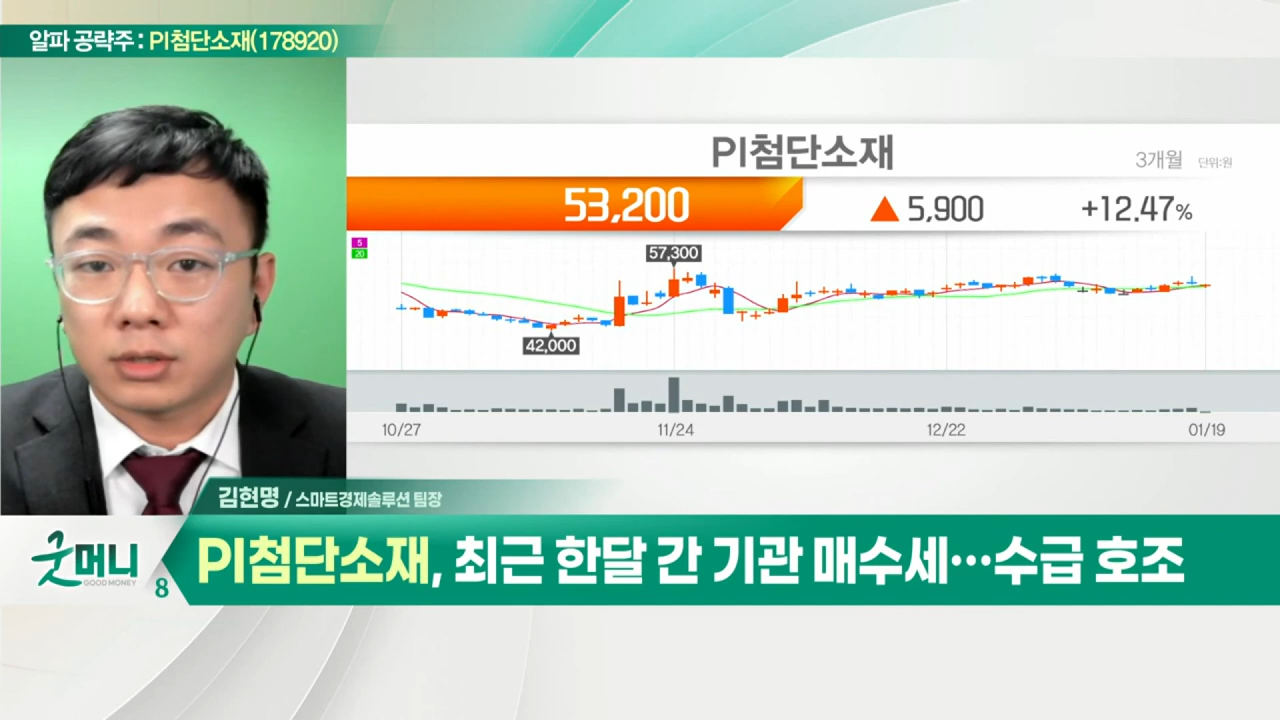 알파 공략주 : PI첨단소재(178920)
PI첨단소재
3개월 단위:원
53,200 ▲ 5,900 +12.47%
5
20
57,300
42,000
10/27 11/24 12/22 01/19
김현명 / 스마트경제솔루션 팀장
굿머니
GOOD MONEY
8
PI첨단소재, 최근 한달 간 기관 매수세…수급 호조